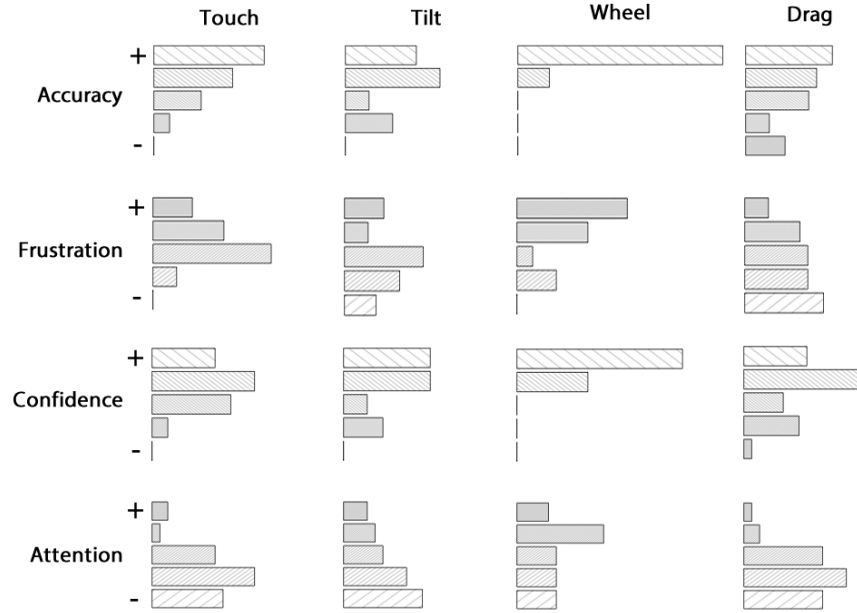 Touch Tilt Wheel Drag
+
Accuracy
-
+
Frustration
-
+
Confidence
-
+
Attention
-